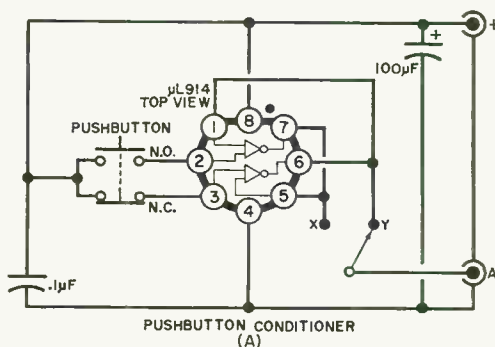 +
+
100µF
µL914
TOP VIEW
PUSHBUTTON
N.O.
N.C.
1
8
7
2
6
3
5
4
X
Y
A
.1µF
PUSHBUTTON CONDITIONER
(A)